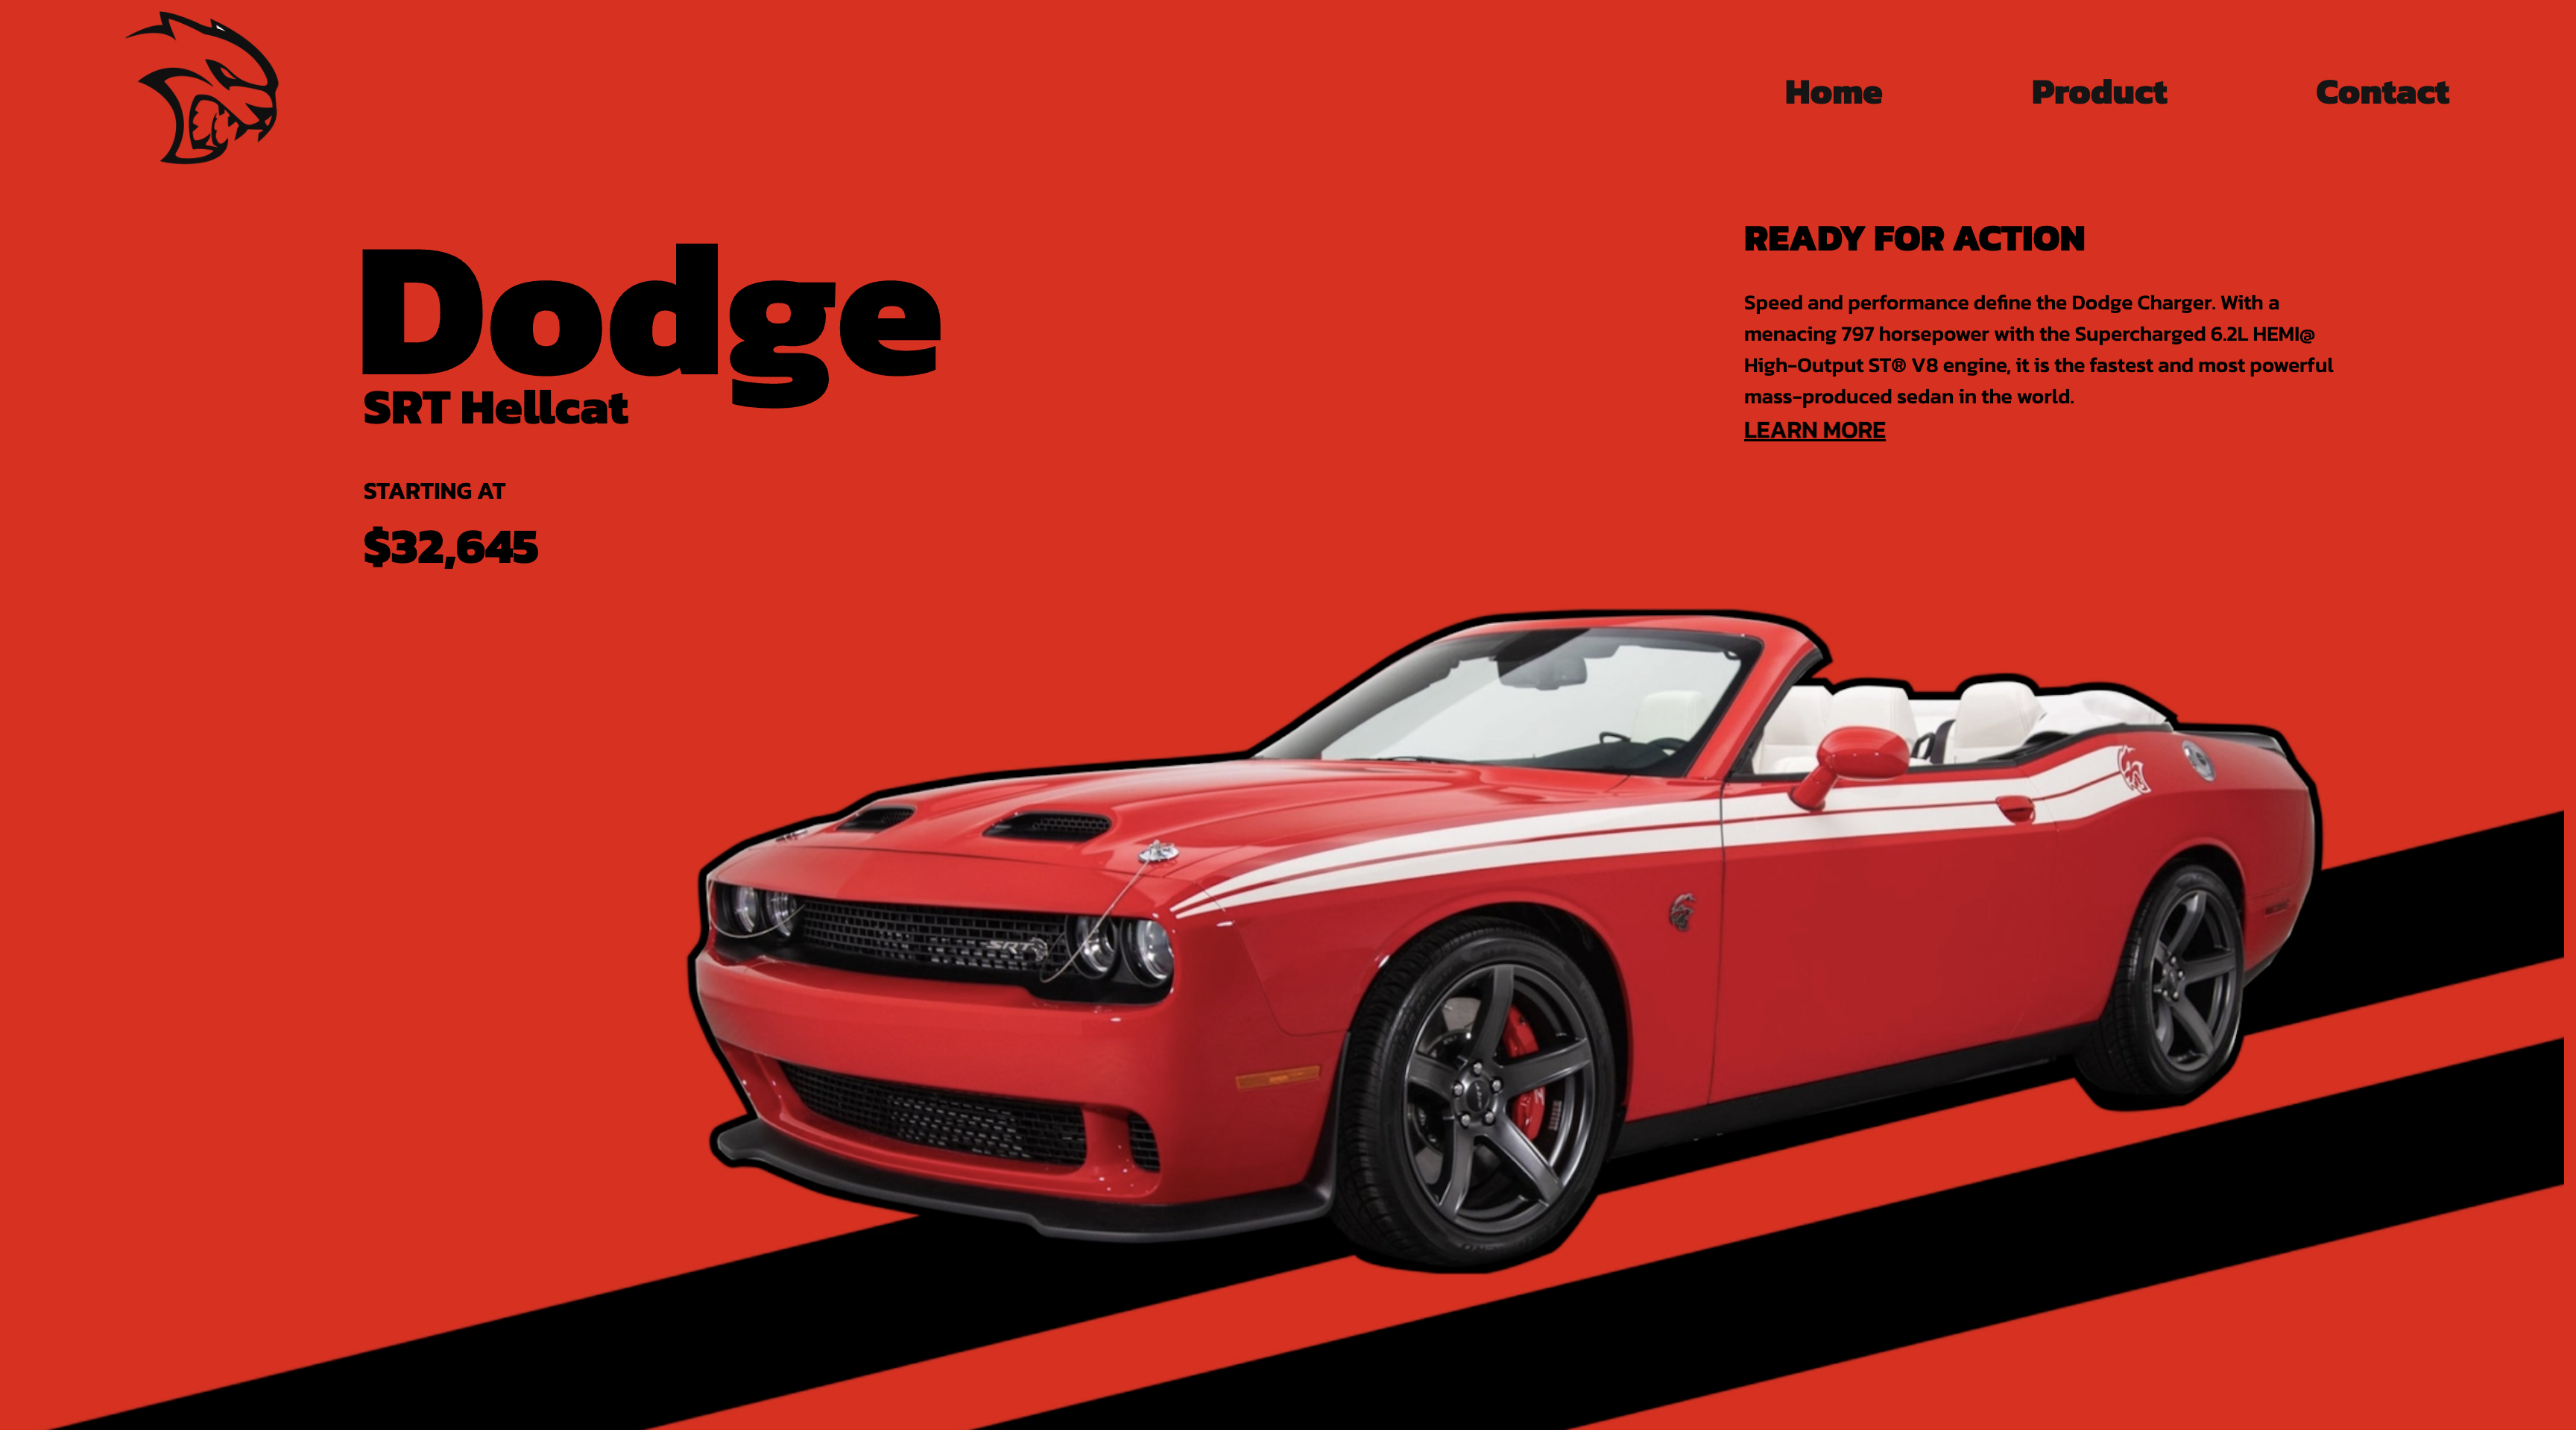 Home Product Contact
Dodge
SRT Hellcat
STARTING AT
$32,645
READY FOR ACTION
Speed and performance define the Dodge Charger. With a
menacing 797 horsepower with the Supercharged 6.2L HEMI@
High-Output ST® V8 engine, it is the fastest and most powerful
mass-produced sedan in the world.
LEARN MORE
SRT